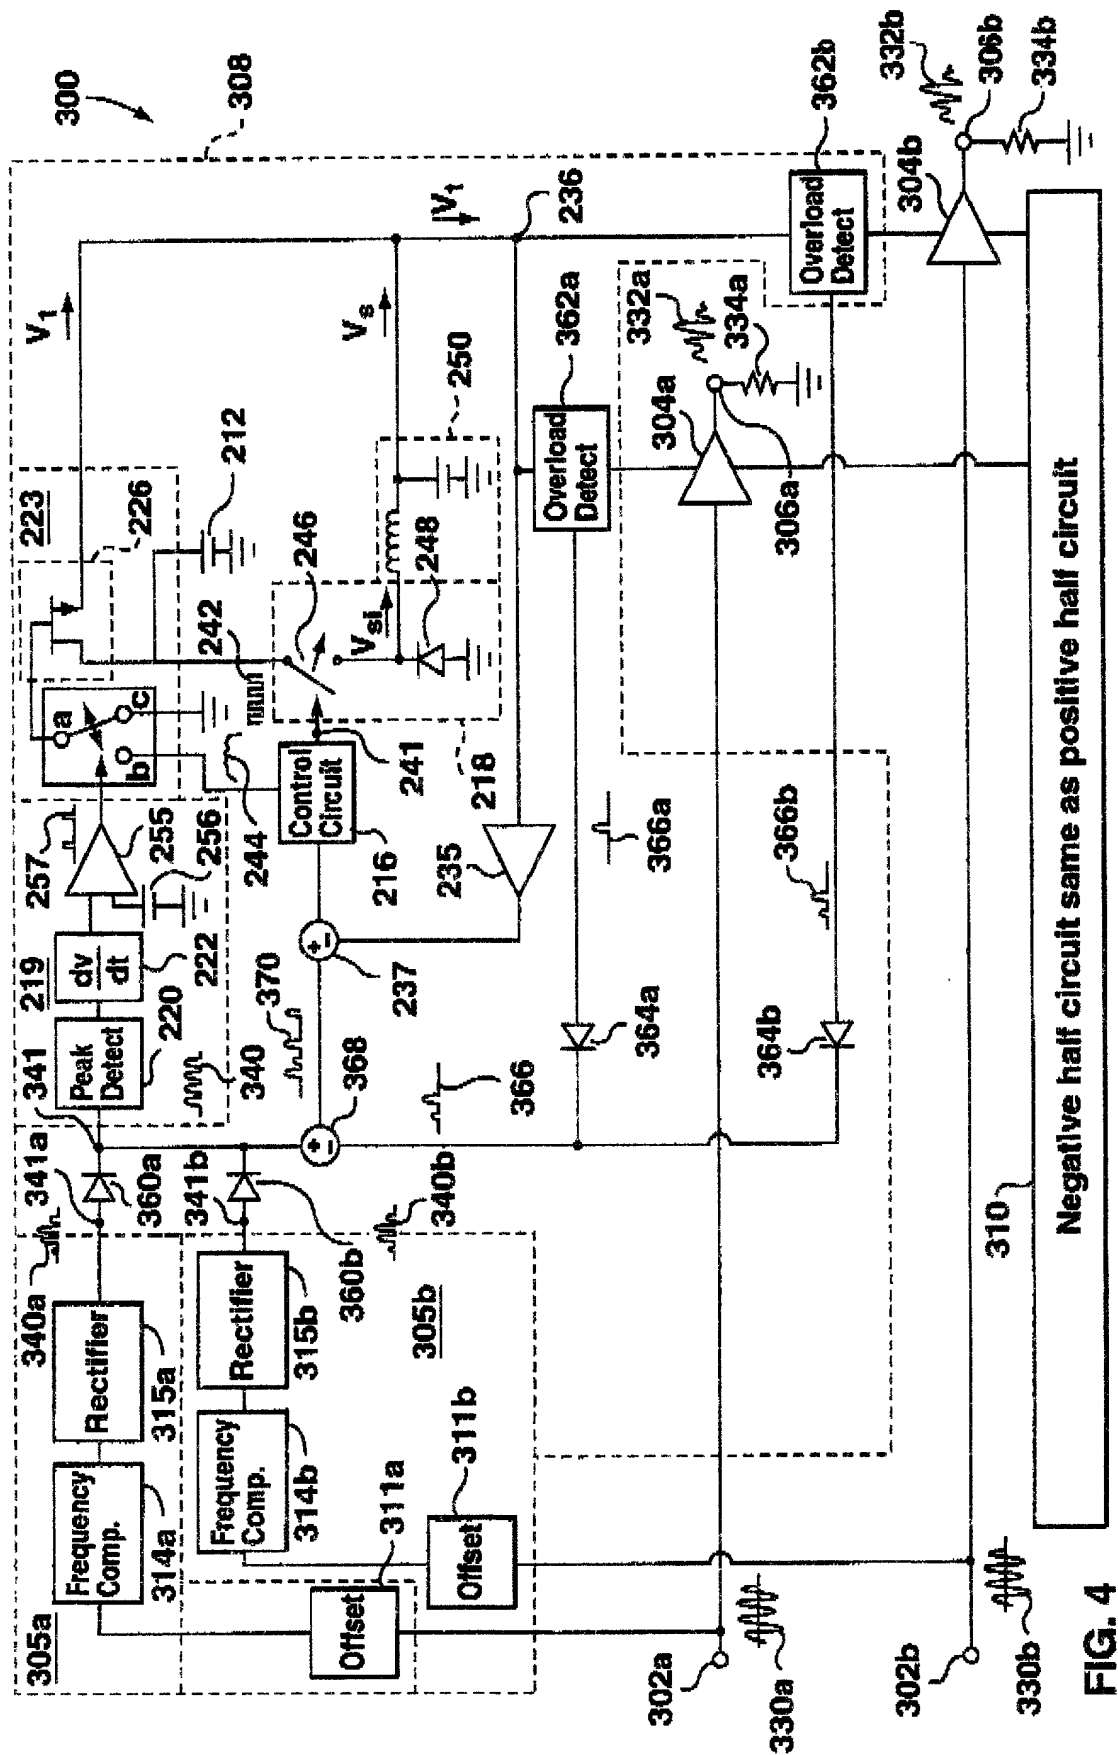 300
308
V1
223
226
212
Vs
Vt
236
250
246
242
Vsi
248
a
b
c
257
255
256
244
Control Circuit
241
218
216
235
237
219
dv
dt
222
Peak Detect
220
341
340
370
368
366
341a
360a
341b
360b
340a
340b
Rectifier
315a
Rectifier
315b
305b
Frequency Comp.
314a
Frequency Comp.
314b
305a
Offset
311a
Offset
311b
Overload Detect
362a
Overload Detect
362b
332a
334a
304a
306a
332b
306b
334b
304b
366a
366b
364a
364b
302a
330a
302b
330b
310
Negative half circuit same as positive half circuit
FIG. 4